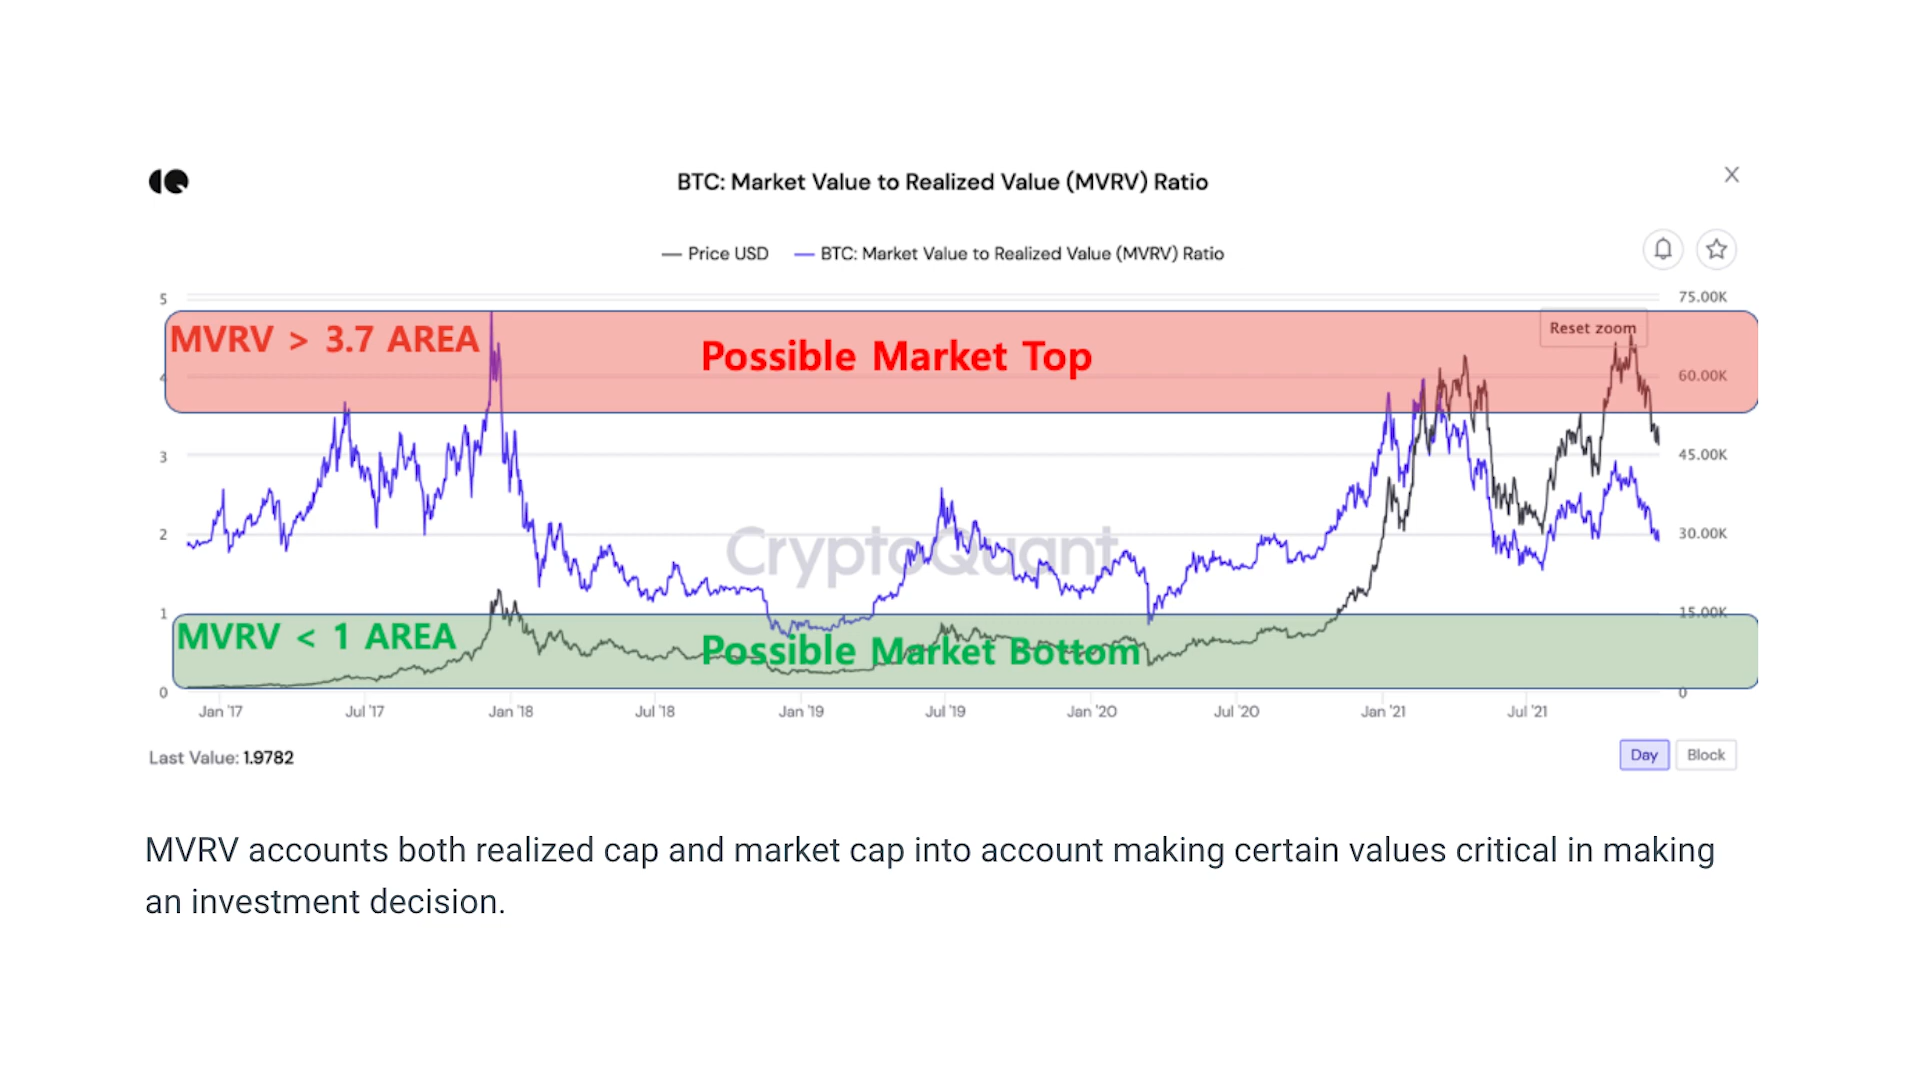 BTC: Market Value to Realized Value (MVRV) Ratio
Price USD
BTC: Market Value to Realized Value (MVRV) Ratio
5
75.00K
MVRV > 3.7 AREA
Possible Market Top
Reset zoom
4
60.00K
3
45.00K
CryptoQuant
2
30.00K
1
15.00K
MVRV < 1 AREA
Possible Market Bottom
0
0
Jan '17
Jul '17
Jan '18
Jul '18
Jan '19
Jul '19
Jan '20
Jul '20
Jan '21
Jul '21
Last Value: 1.9782
Day
Block
MVRV accounts both realized cap and market cap into account making certain values critical in making
an investment decision.